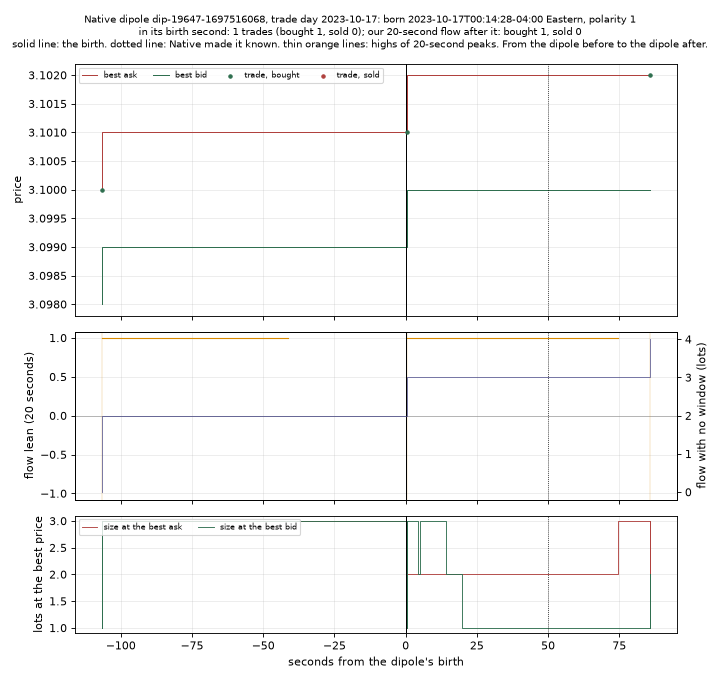 Native dipole dip-19647-1697516068, trade day 2023-10-17: born 2023-10-17T00:14:28-04:00 Eastern, polarity 1
in its birth second: 1 trades (bought 1, sold 0); our 20-second flow after it: bought 1, sold 0
solid line: the birth. dotted line: Native made it known. thin orange lines: highs of 20-second peaks. From the dipole before to the dipole after.
best ask best bid trade, bought trade, sold
3.1020
3.1015
3.1010
3.1005
3.1000
3.0995
3.0990
3.0985
3.0980
price
1.0
0.5
0.0
−0.5
−1.0
flow lean (20 seconds)
4
3
2
1
0
flow with no window (lots)
size at the best ask size at the best bid
3.0
2.5
2.0
1.5
1.0
lots at the best price
−100 −75 −50 −25 0 25 50 75
seconds from the dipole's birth